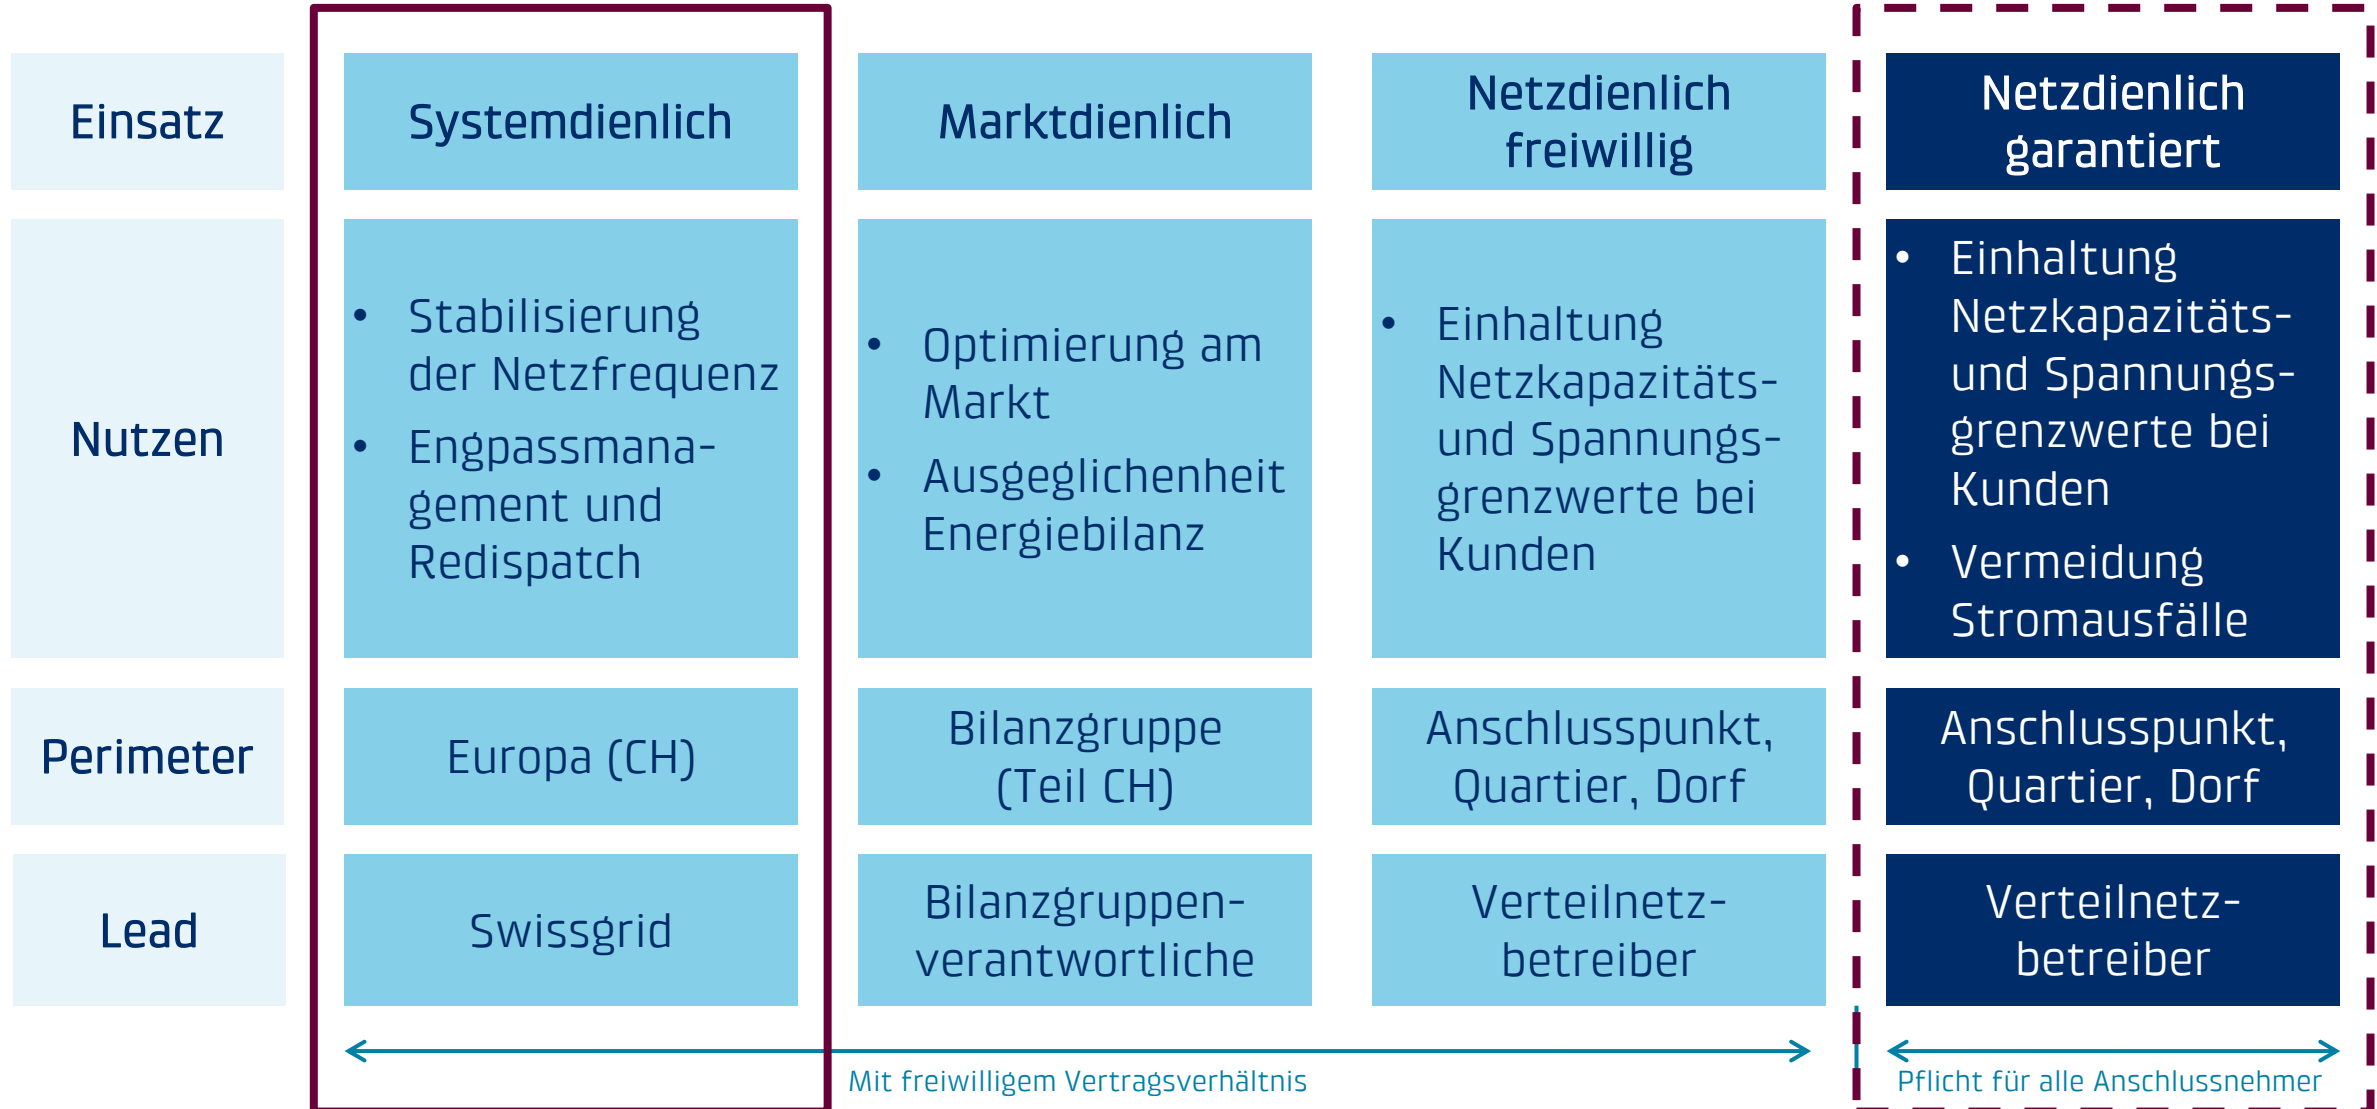 Einsatz
Systemdienlich
Marktdienlich
Netzdienlich
freiwillig
Netzdienlich
garantiert
Nutzen
• Stabilisierung
der Netzfrequenz
• Engpassmana-
gement und
Redispatch
• Optimierung am
Markt
• Ausgeglichenheit
Energiebilanz
• Einhaltung
Netzkapazitäts-
und Spannungs-
grenzwerte bei
Kunden
• Einhaltung
Netzkapazitäts-
und Spannungs-
grenzwerte bei
Kunden
• Vermeidung
Stromausfälle
Perimeter
Europa (CH)
Bilanzgruppe
(Teil CH)
Anschlusspunkt,
Quartier, Dorf
Anschlusspunkt,
Quartier, Dorf
Lead
Swissgrid
Bilanzgruppen-
verantwortliche
Verteilnetz-
betreiber
Verteilnetz-
betreiber
Mit freiwilligem Vertragsverhältnis
Pflicht für alle Anschlussnehmer